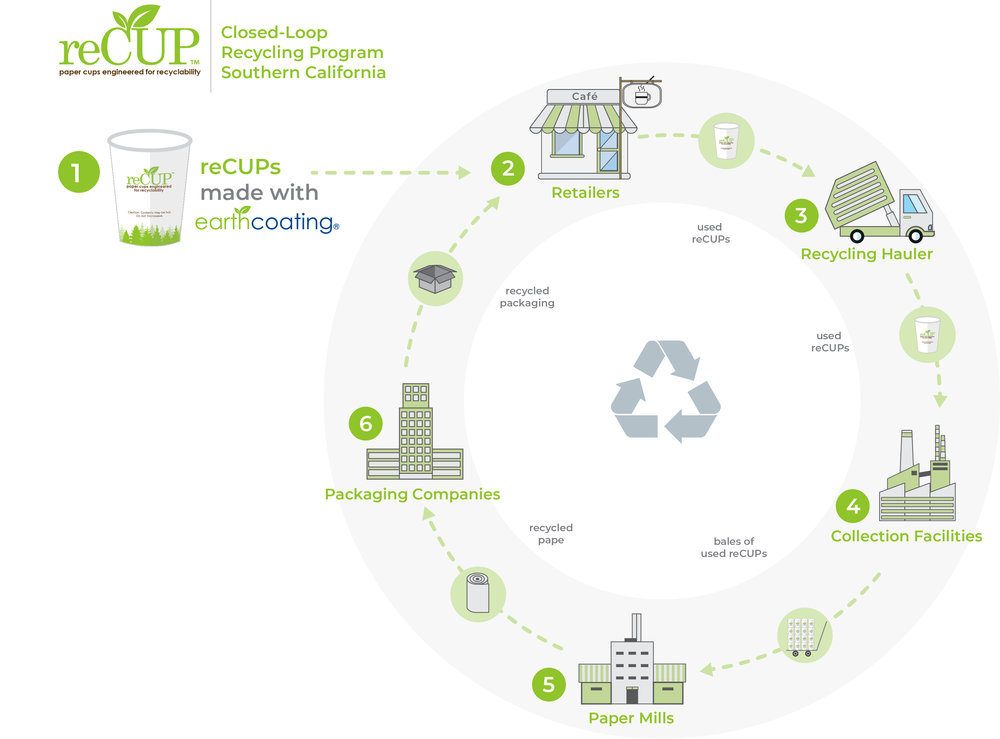 reCUP™
paper cups engineered for recyclability
Closed-Loop
Recycling Program
Southern California
1
reCUP
paper cups engineered
for recyclability
reCUPs
made with
earthcoating®
2
Café
Retailers
used
reCUPs
3
Recycling Hauler
used
reCUPs
4
Collection Facilities
bales of
used reCUPs
5
Paper Mills
recycled
pape
6
Packaging Companies
recycled
packaging